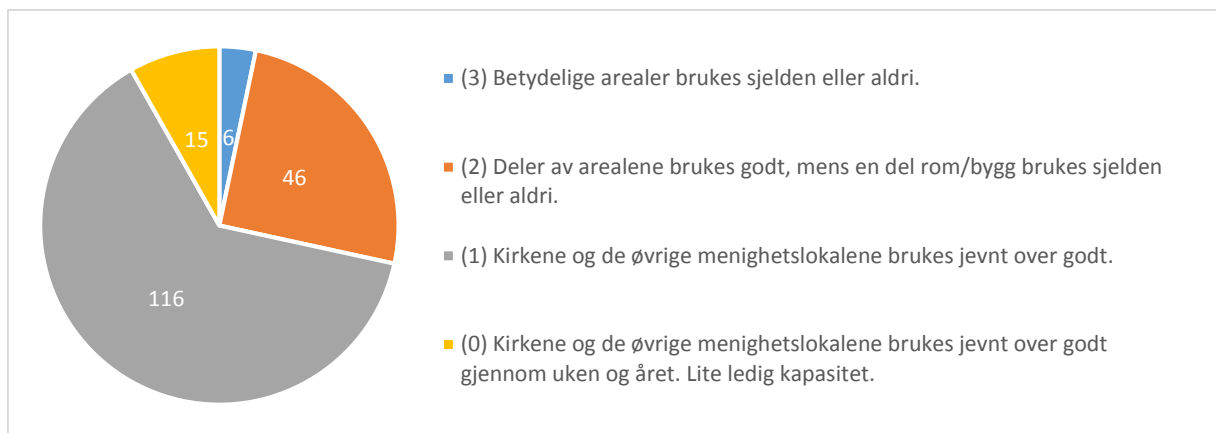 (3) Betydelige arealer brukes sjelden eller aldri.
6
15
(2) Deler av arealene brukes godt, mens en del rom/bygg brukes sjelden
eller aldri.
46
(1) Kirkene og de øvrige menighetslokalene brukes jevnt over godt.
116
(0) Kirkene og de øvrige menighetslokalene brukes jevnt over godt
gjennom uken og året. Lite ledig kapasitet.